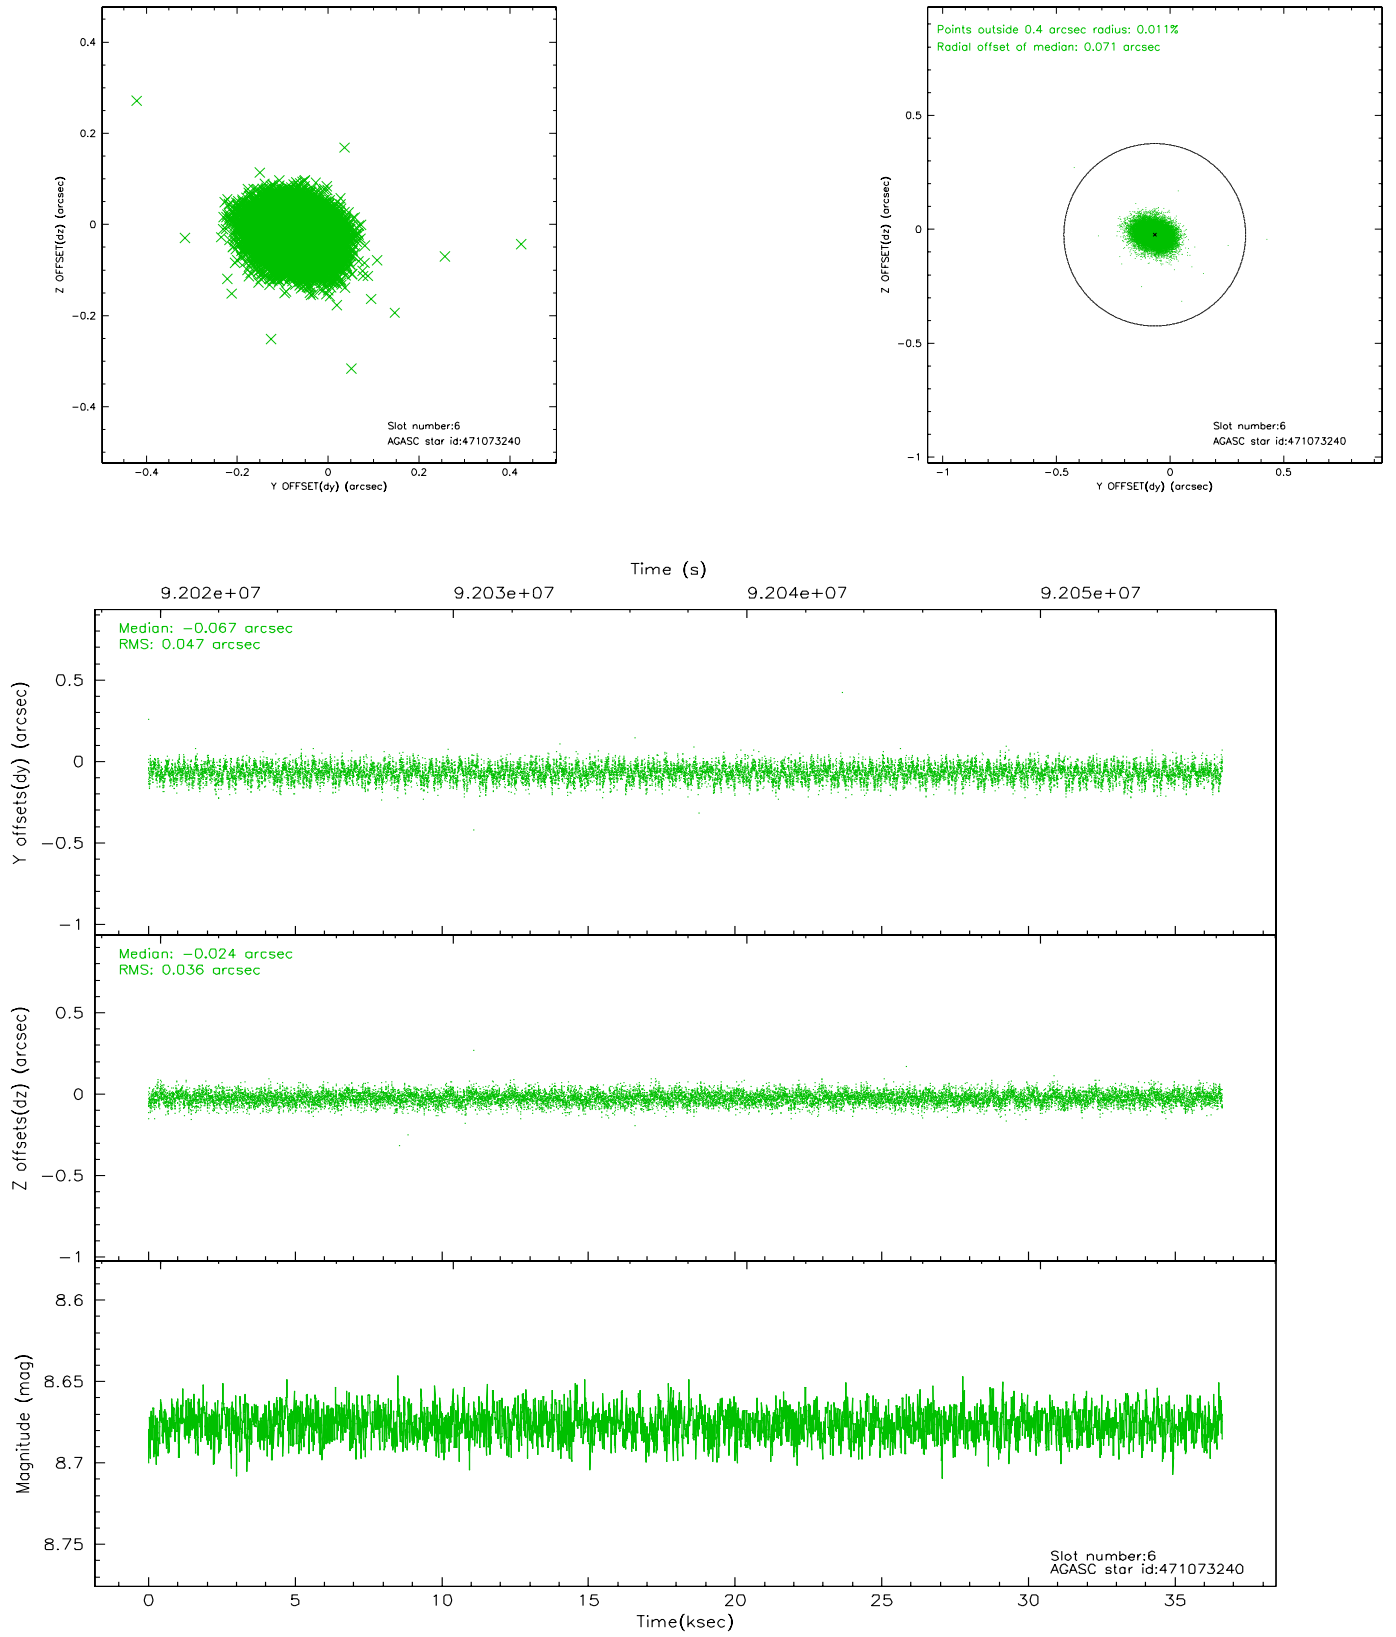 0.4
0.2
0
−0.2
−0.4
Z OFFSET(dz) (arcsec)
−0.4 −0.2 0 0.2 0.4
Y OFFSET(dy) (arcsec)
Slot number:6
AGASC star id:471073240
Points outside 0.4 arcsec radius: 0.011%
Radial offset of median: 0.071 arcsec
0.5
0
−0.5
−1
Z OFFSET(dz) (arcsec)
−1 −0.5 0 0.5
Y OFFSET(dy) (arcsec)
Slot number:6
AGASC star id:471073240
Time (s)
9.202e+07 9.203e+07 9.204e+07 9.205e+07
Median: −0.067 arcsec
RMS: 0.047 arcsec
0.5
0
−0.5
−1
Y offsets(dy) (arcsec)
Median: −0.024 arcsec
RMS: 0.036 arcsec
0.5
0
−0.5
−1
Z offsets(dz) (arcsec)
8.6
8.65
8.7
8.75
Magnitude (mag)
Slot number:6
AGASC star id:471073240
0 5 10 15 20 25 30 35
Time(ksec)